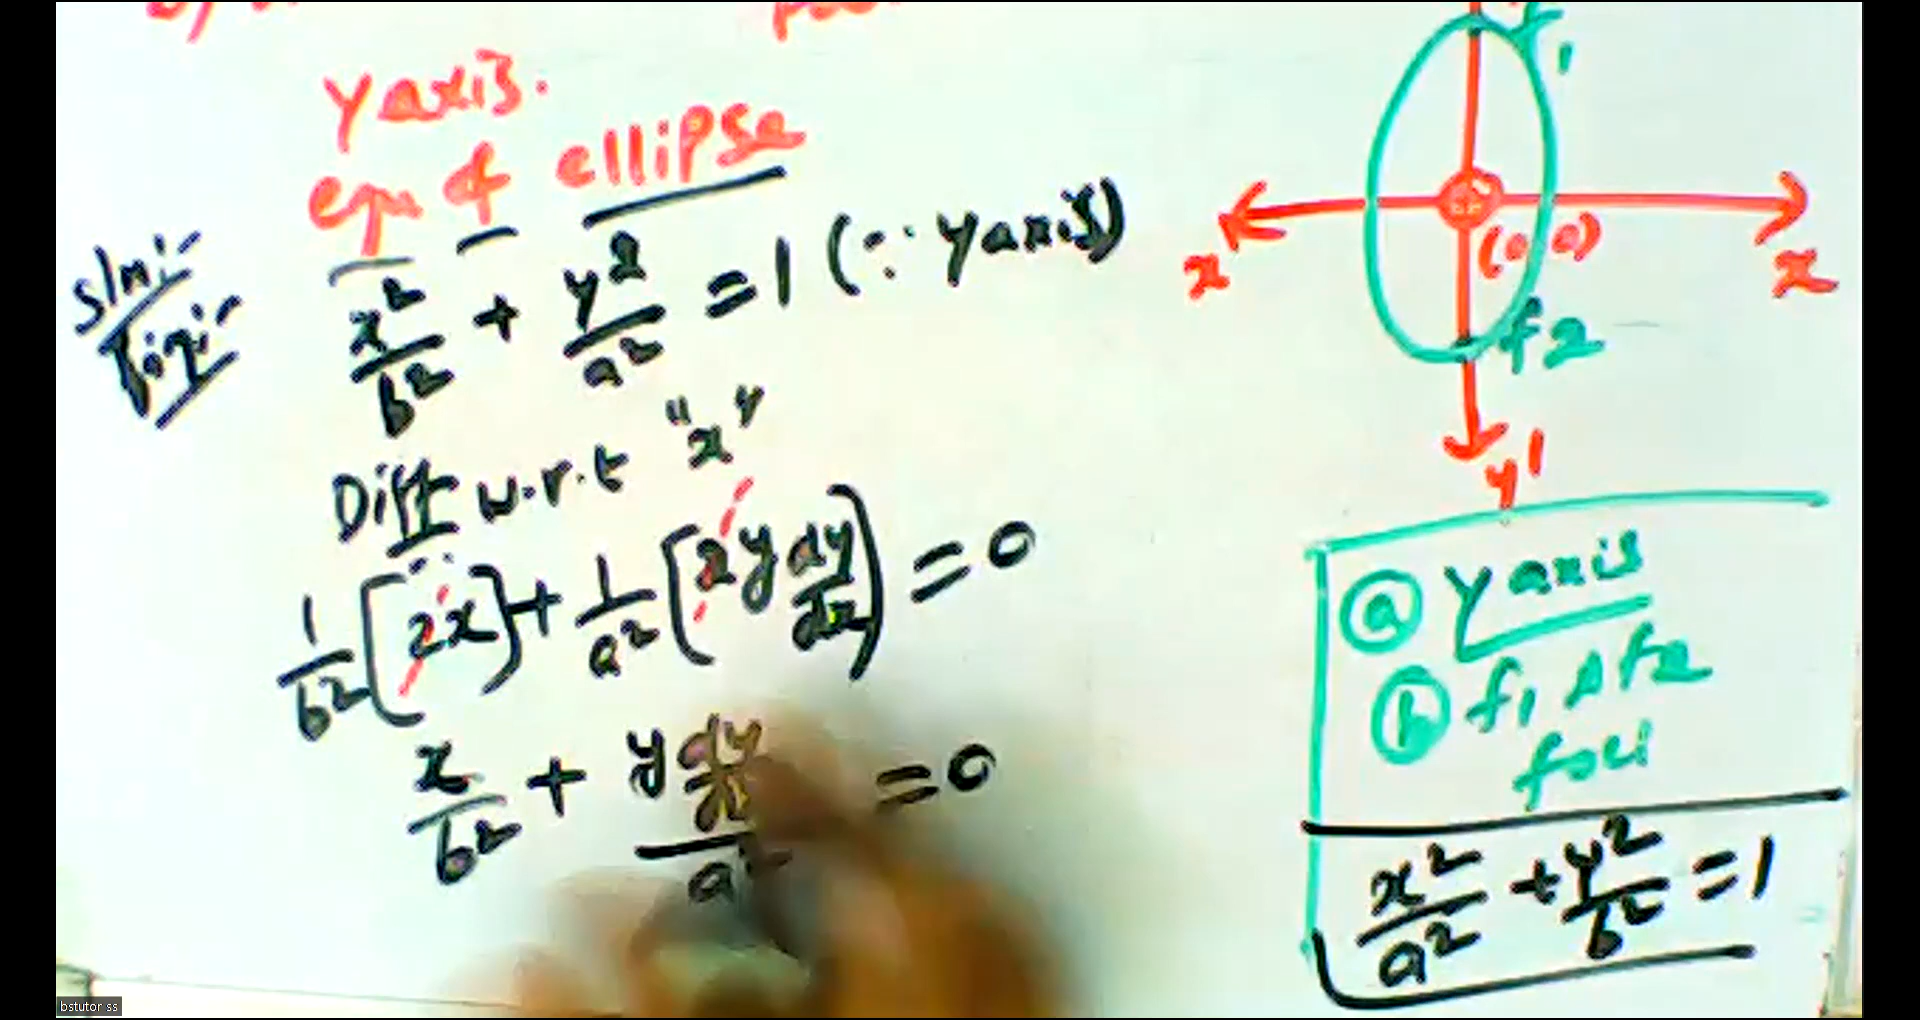 y axis.
eqn of ellipse
x²/b² + y²/a² = 1 (∵ y axis)
Diff w.r.t "x"
1/b² [2x] + 1/a² [2y dy/dx] = 0
x/b² + y dy/dx / a² = 0
f1
x
(0,0)
x
f2
y'
ⓐ y axis
ⓑ f1 & f2
foci
x²/a² + y²/b² = 1
bstutor ss